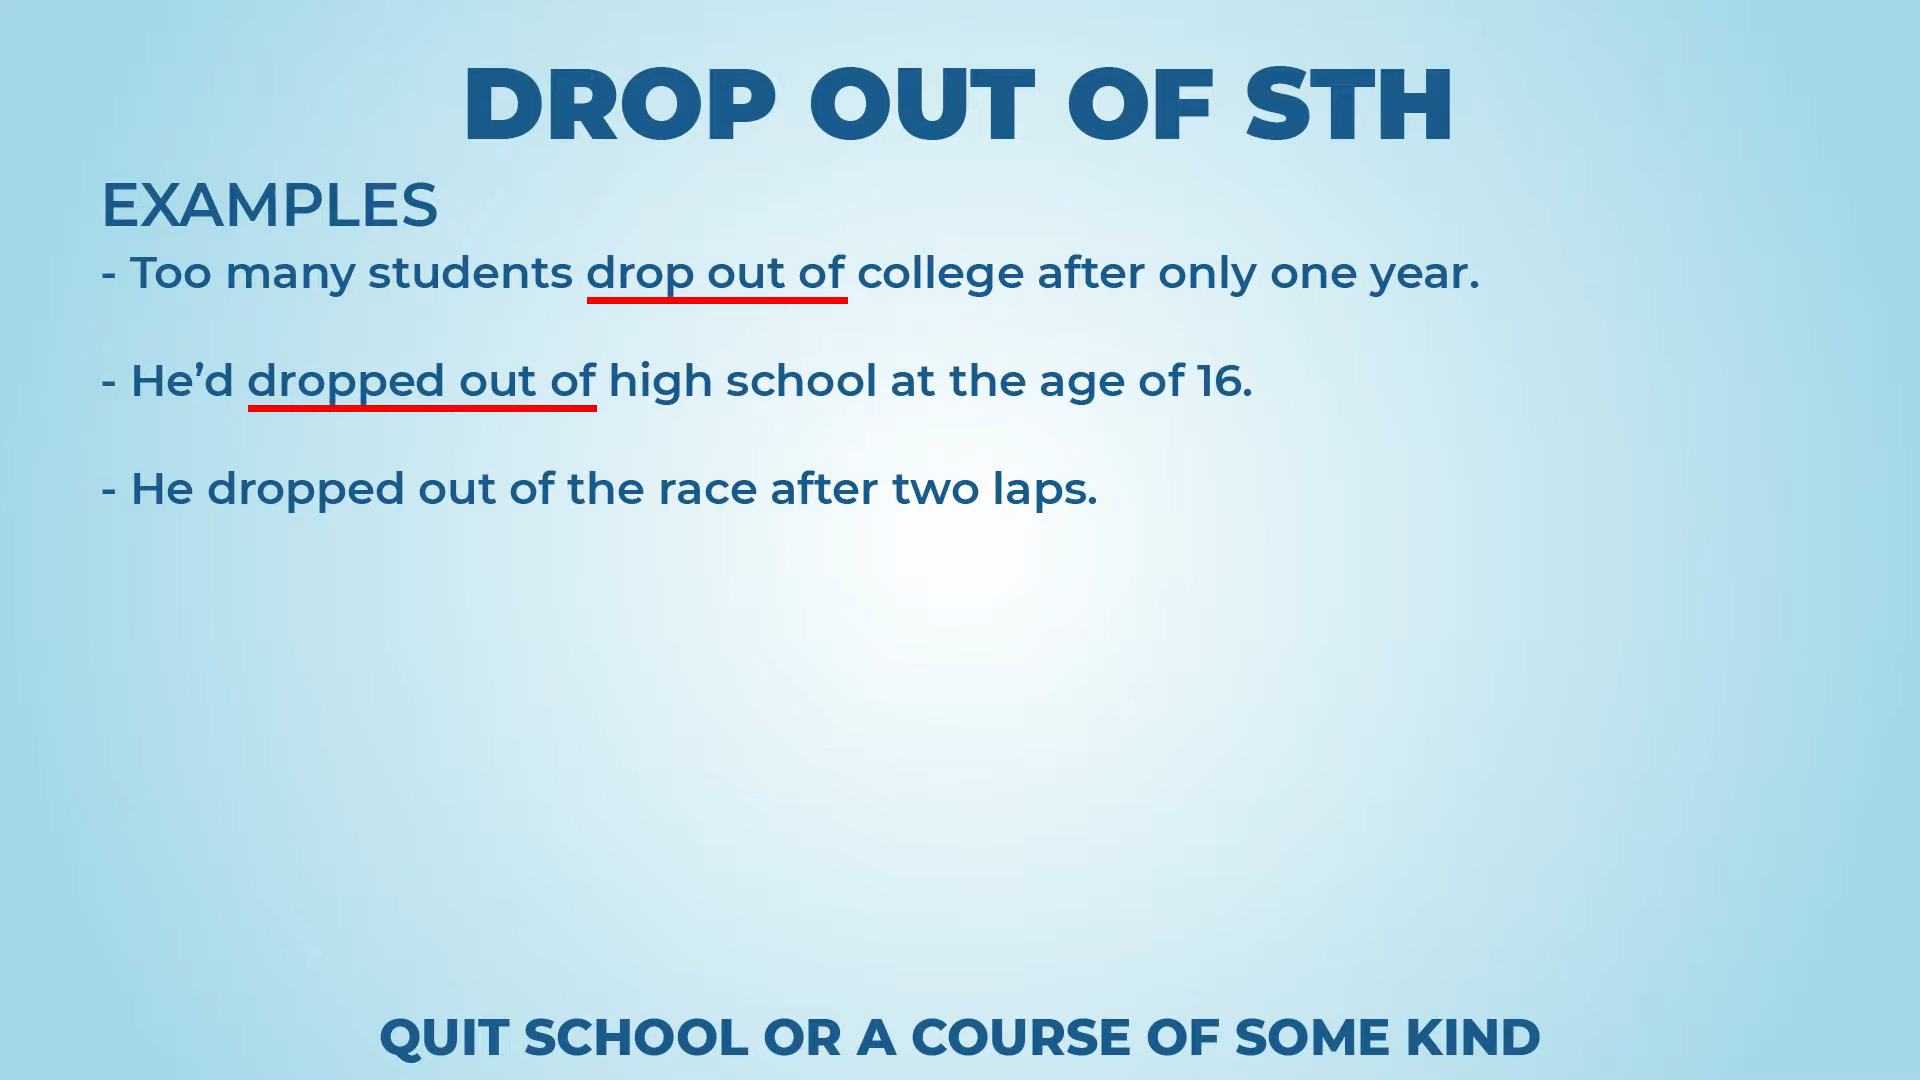 DROP OUT OF STH
EXAMPLES
- Too many students drop out of college after only one year.
- He’d dropped out of high school at the age of 16.
- He dropped out of the race after two laps.
QUIT SCHOOL OR A COURSE OF SOME KIND